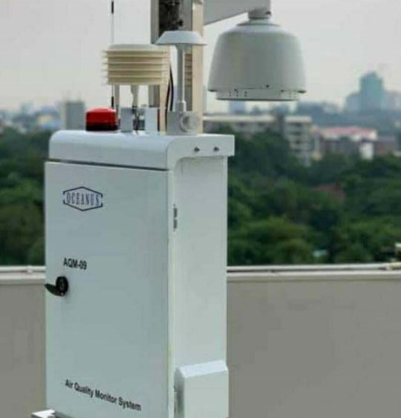 OCEANUS
AQM-09
Air Quality Monitor System